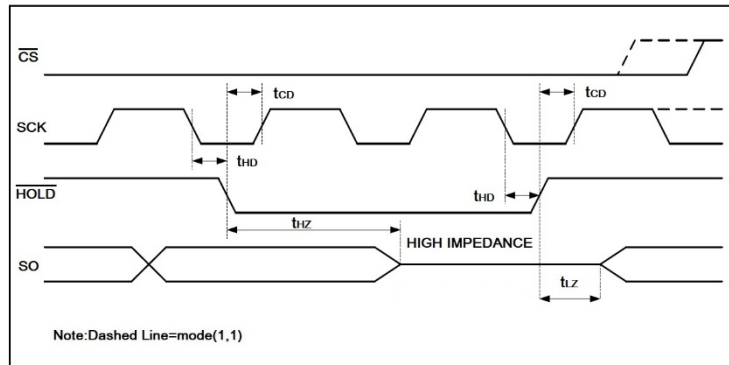 CS
tCD
tCD
SCK
tHD
HOLD
tHD
tHZ
HIGH IMPEDANCE
SO
tLZ
Note:Dashed Line=mode(1,1)